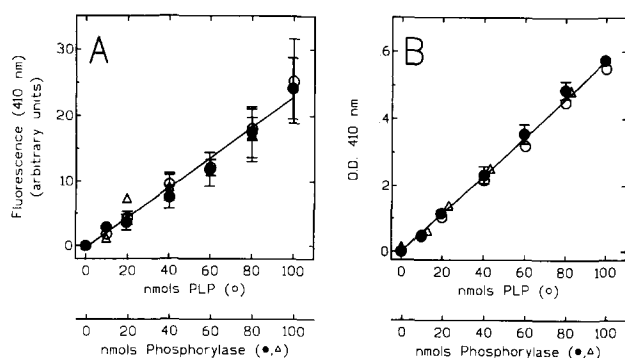 A
Fluorescence (410 nm)
(arbitrary units)
30
20
10
0
0 20 40 60 80 100
nmols PLP (○)
0 20 40 60 80 100
nmols Phosphorylase (●,△)
B
O.D. 410 nm
6
4
2
0
0 20 40 60 80 100
nmols PLP (○)
0 20 40 60 80 100
nmols Phosphorylase (●,△)